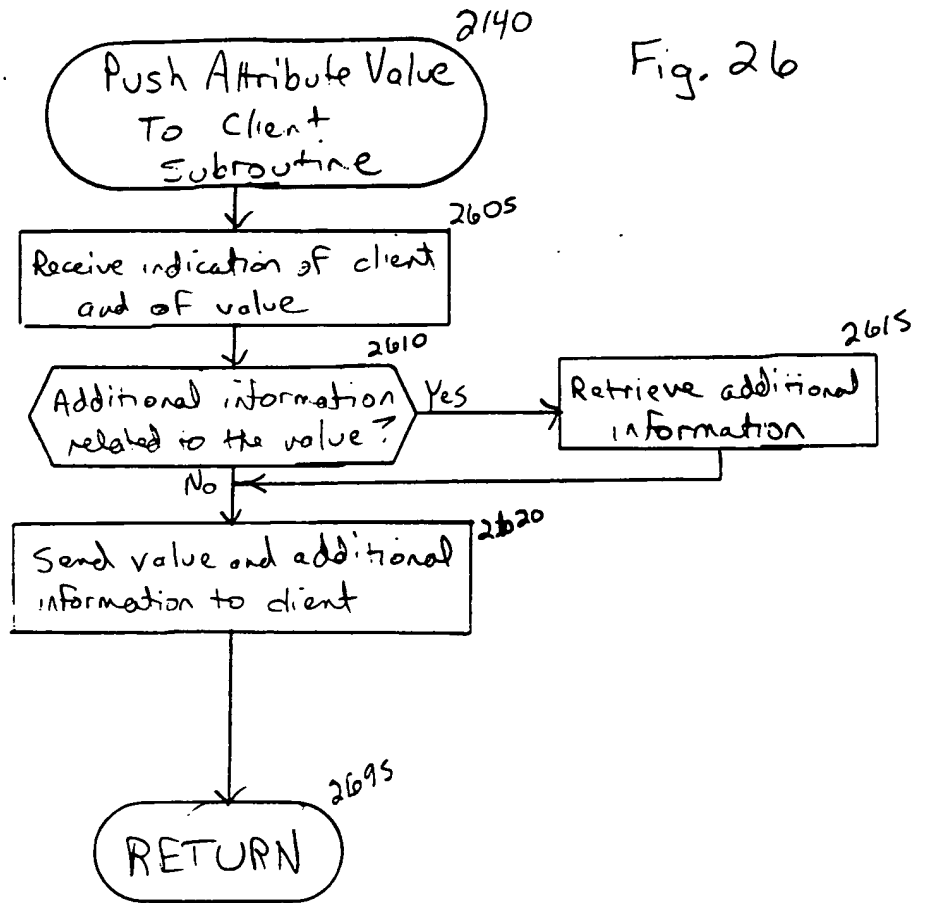 2140
Fig. 26
Push Attribute Value
To Client
Subroutine
2605
Receive indication of client
and of value
2610
Additional information
related to the value?
Yes
2615
Retrieve additional
information
No
2620
Send value and additional
information to client
2695
RETURN